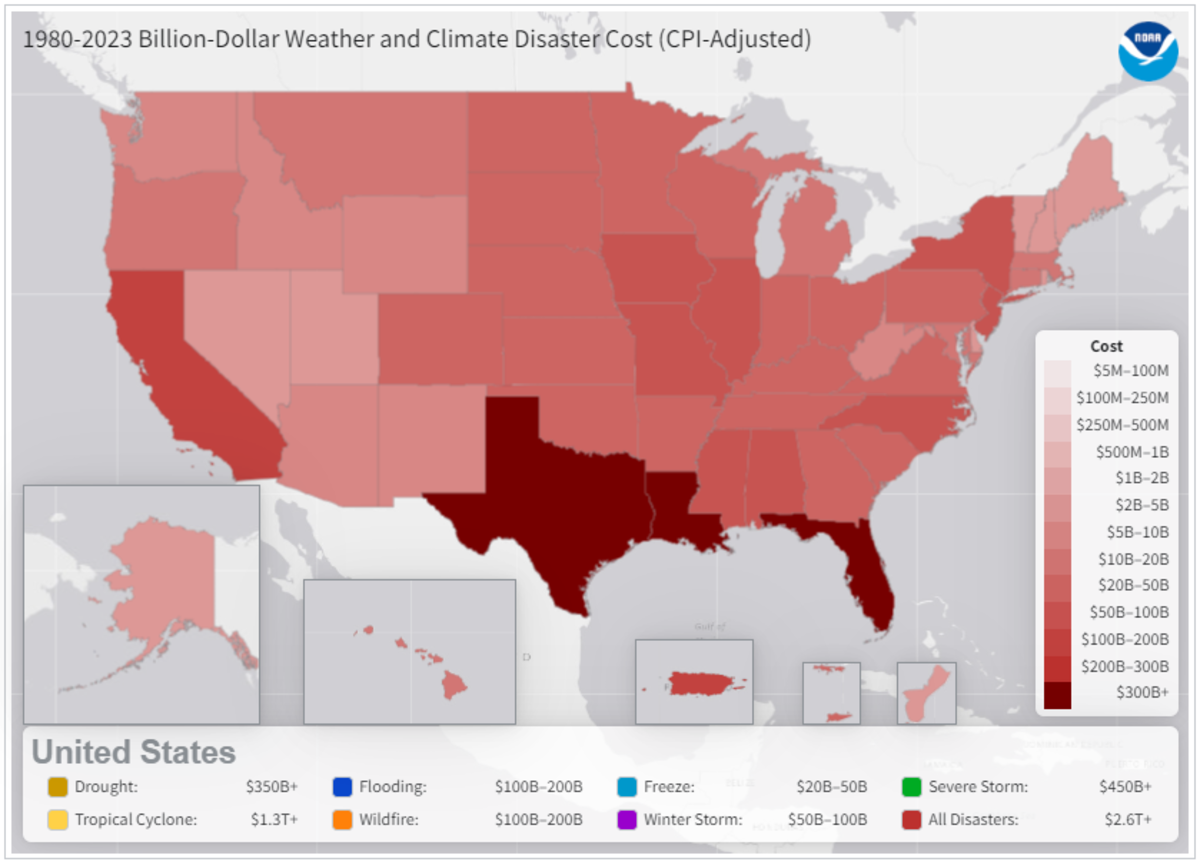 1980-2023 Billion-Dollar Weather and Climate Disaster Cost (CPI-Adjusted)
NOAA
Cost
$5M–100M
$100M–250M
$250M–500M
$500M–1B
$1B–2B
$2B–5B
$5B–10B
$10B–20B
$20B–50B
$50B–100B
$100B–200B
$200B–300B
$300B+
Gulf of
United States
Drought: $350B+ Flooding: $100B–200B Freeze: $20B–50B Severe Storm: $450B+
Tropical Cyclone: $1.3T+ Wildfire: $100B–200B Winter Storm: $50B–100B All Disasters: $2.6T+